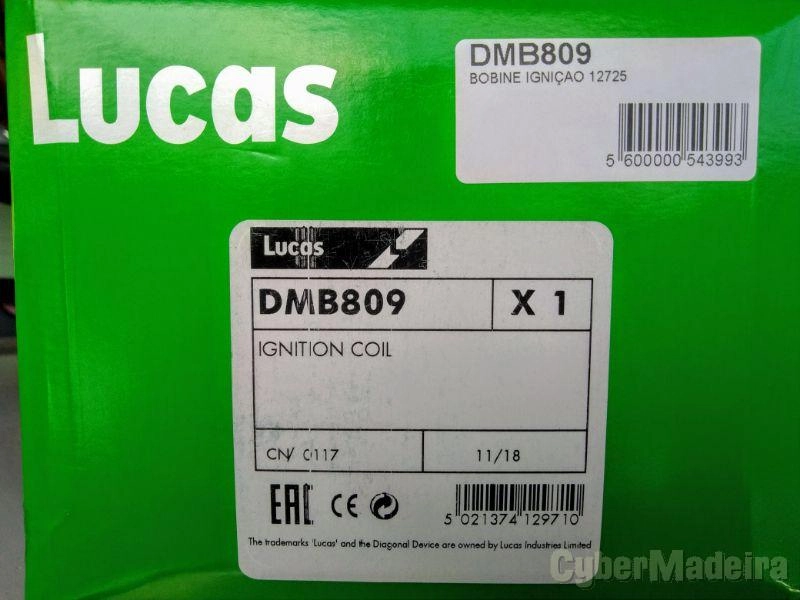 Lucas
DMB809
BOBINE IGNIÇAO 12725
5 600000 543993
Lucas
DMB809
X 1
IGNITION COIL
CN/ 0117
11/18
EAC CE
5 021374 129710
The trademarks 'Lucas' and the Diagonal Device are owned by Lucas Industries Limited
CyberMadeira